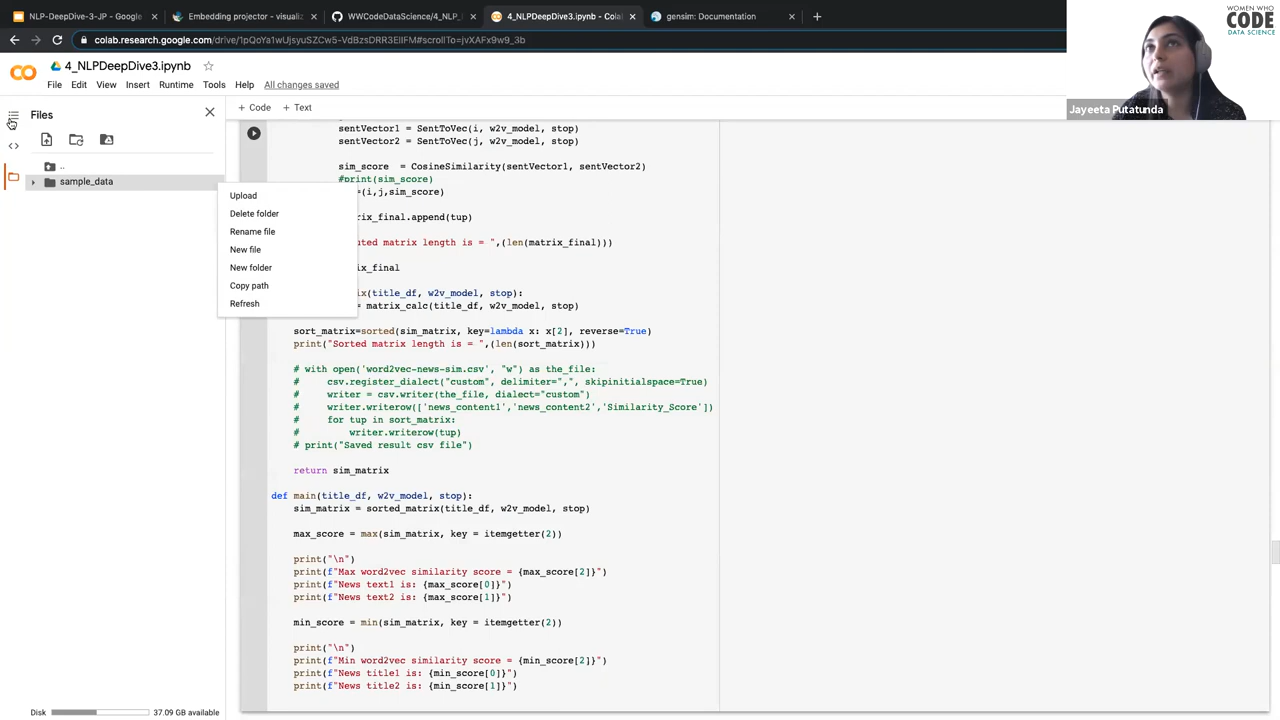 NLP-DeepDive-3-JP - Google
Embedding projector - visualiz
WWCodeDataScience/4_NLP_
4_NLPDeepDive3.ipynb - Colab
gensim: Documentation
WOMEN WHO
CODE
DATA SCIENCE
colab.research.google.com/drive/1pQoYa1wUjsyuSZCw5-VdBzsDRR3ElIFM#scrollTo=jvXAFx9w9_3b
4_NLPDeepDive3.ipynb
File Edit View Insert Runtime Tools Help All changes saved
Jayeeta Putatunda
Files
+ Code + Text
..
sample_data
Upload
Delete folder
Rename file
New file
New folder
Copy path
Refresh
sentVector1 = SentToVec(i, w2v_model, stop)
sentVector2 = SentToVec(j, w2v_model, stop)
sim_score = CosineSimilarity(sentVector1, sentVector2)
#print(sim_score)
=(i,j,sim_score)
rix_final.append(tup)
uted matrix length is = ",(len(matrix_final)))
ix_final
ix(title_df, w2v_model, stop):
= matrix_calc(title_df, w2v_model, stop)
sort_matrix=sorted(sim_matrix, key=lambda x: x[2], reverse=True)
print("Sorted matrix length is = ",(len(sort_matrix)))
# with open('word2vec-news-sim.csv', "w") as the_file:
# csv.register_dialect("custom", delimiter=",", skipinitialspace=True)
# writer = csv.writer(the_file, dialect="custom")
# writer.writerow(['news_content1','news_content2','Similarity_Score'])
# for tup in sort_matrix:
# writer.writerow(tup)
# print("Saved result csv file")
return sim_matrix
def main(title_df, w2v_model, stop):
sim_matrix = sorted_matrix(title_df, w2v_model, stop)
max_score = max(sim_matrix, key = itemgetter(2))
print("\n")
print(f"Max word2vec similarity score = {max_score[2]}")
print(f"News text1 is: {max_score[0]}")
print(f"News text2 is: {max_score[1]}")
min_score = min(sim_matrix, key = itemgetter(2))
print("\n")
print(f"Min word2vec similarity score = {min_score[2]}")
print(f"News title1 is: {min_score[0]}")
print(f"News title2 is: {min_score[1]}")
Disk 37.09 GB available